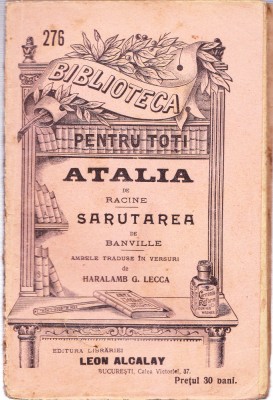 276
BIBLIOTECA
PENTRU TOTI
ATALIA
DE
RACINE
SARUTAREA
DE
BANVILLE
AMBELE TRADUSE ÎN VERSURI
de
HARALAMB G. LECCA
EDITURA LIBRĂRIEI
LEON ALCALAY
BUCUREȘTI, Calea Victoriei, 37.
Prețul 30 bani.